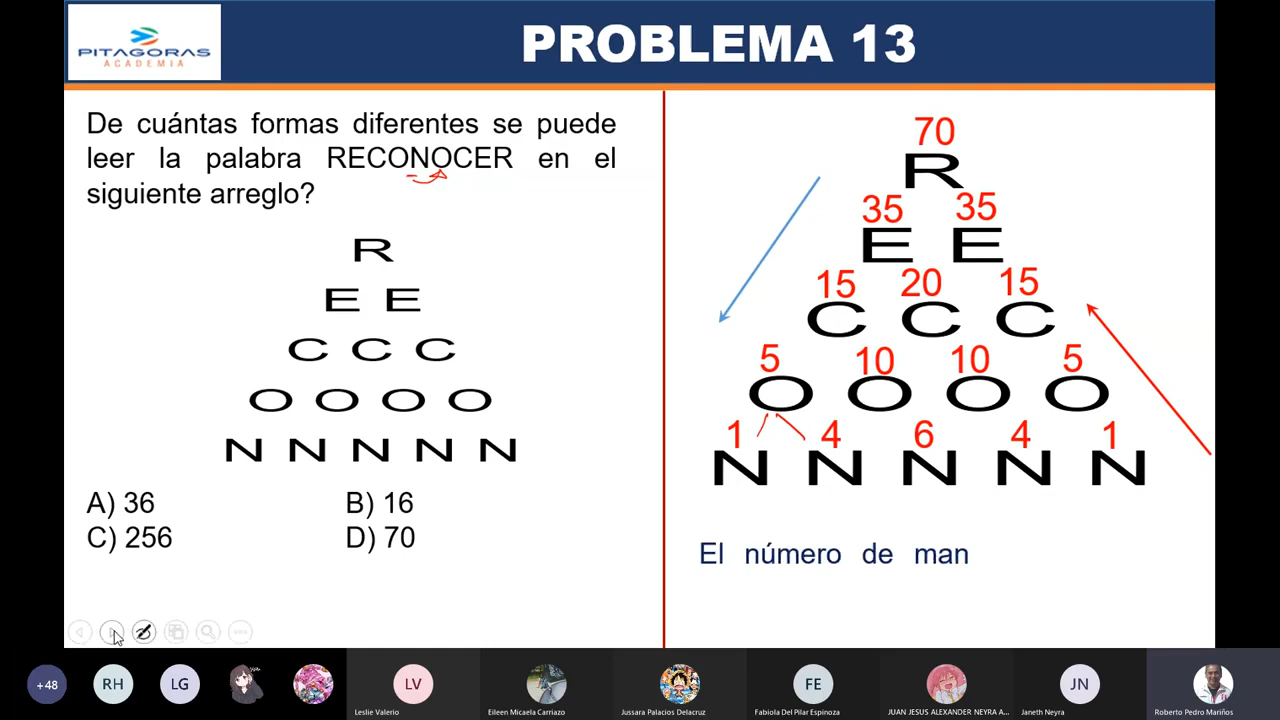 PITAGORAS
ACADEMIA
PROBLEMA 13
De cuántas formas diferentes se puede
leer la palabra RECONOCER en el
siguiente arreglo?
R
E E
C C C
O O O O
N N N N N
A) 36 B) 16
C) 256 D) 70
70
R
35 35
E E
15 20 15
C C C
5 10 10 5
O O O O
1 4 6 4 1
N N N N N
El número de man
+48
RH
LG
LV
Leslie Valerio
Eileen Micaela Carriazo
Jussara Palacios Delacruz
FE
Fabiola Del Pilar Espinoza
JUAN JESUS ALEXANDER NEYRA A...
JN
Janeth Neyra
Roberto Pedro Mariños